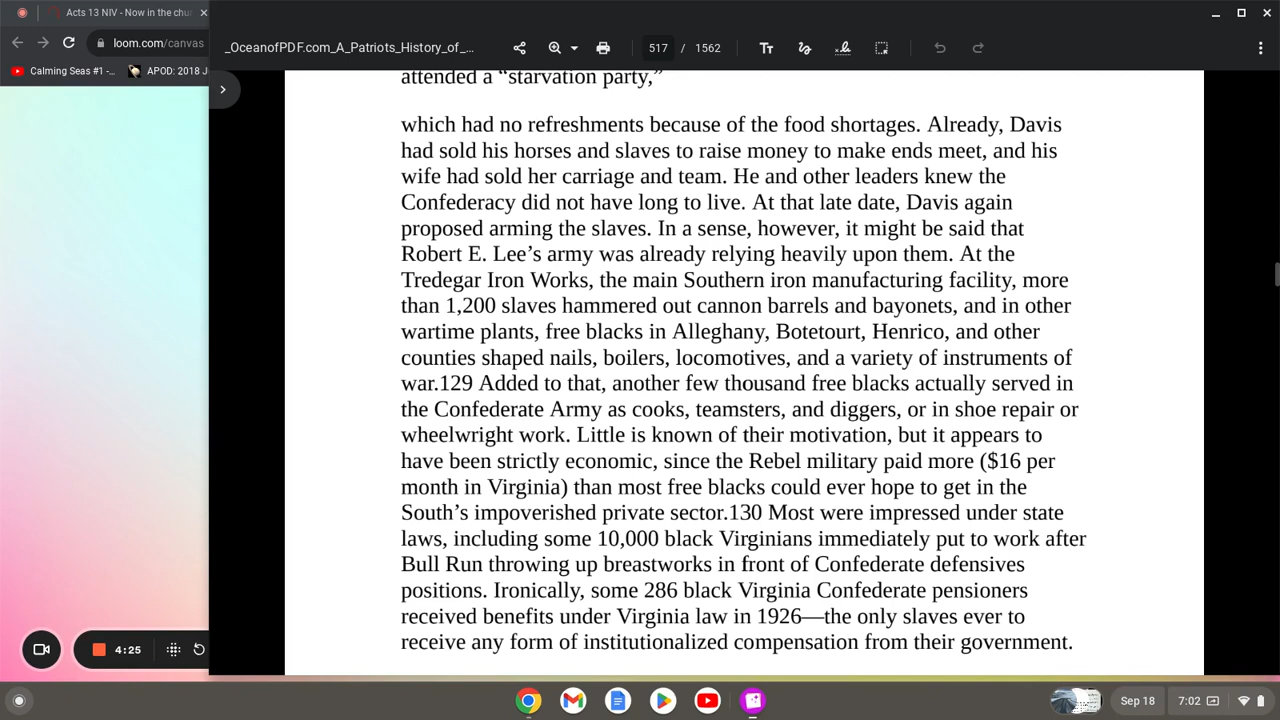 Acts 13 NIV - Now in the chu
loom.com/canvas
Calming Seas #1 -...
APOD: 2018 J
_OceanofPDF.com_A_Patriots_History_of_...
517 / 1562
attended a “starvation party,”
which had no refreshments because of the food shortages. Already, Davis
had sold his horses and slaves to raise money to make ends meet, and his
wife had sold her carriage and team. He and other leaders knew the
Confederacy did not have long to live. At that late date, Davis again
proposed arming the slaves. In a sense, however, it might be said that
Robert E. Lee’s army was already relying heavily upon them. At the
Tredegar Iron Works, the main Southern iron manufacturing facility, more
than 1,200 slaves hammered out cannon barrels and bayonets, and in other
wartime plants, free blacks in Alleghany, Botetourt, Henrico, and other
counties shaped nails, boilers, locomotives, and a variety of instruments of
war.129 Added to that, another few thousand free blacks actually served in
the Confederate Army as cooks, teamsters, and diggers, or in shoe repair or
wheelwright work. Little is known of their motivation, but it appears to
have been strictly economic, since the Rebel military paid more ($16 per
month in Virginia) than most free blacks could ever hope to get in the
South’s impoverished private sector.130 Most were impressed under state
laws, including some 10,000 black Virginians immediately put to work after
Bull Run throwing up breastworks in front of Confederate defensives
positions. Ironically, some 286 black Virginia Confederate pensioners
received benefits under Virginia law in 1926—the only slaves ever to
receive any form of institutionalized compensation from their government.
4:25
Sep 18
7:02